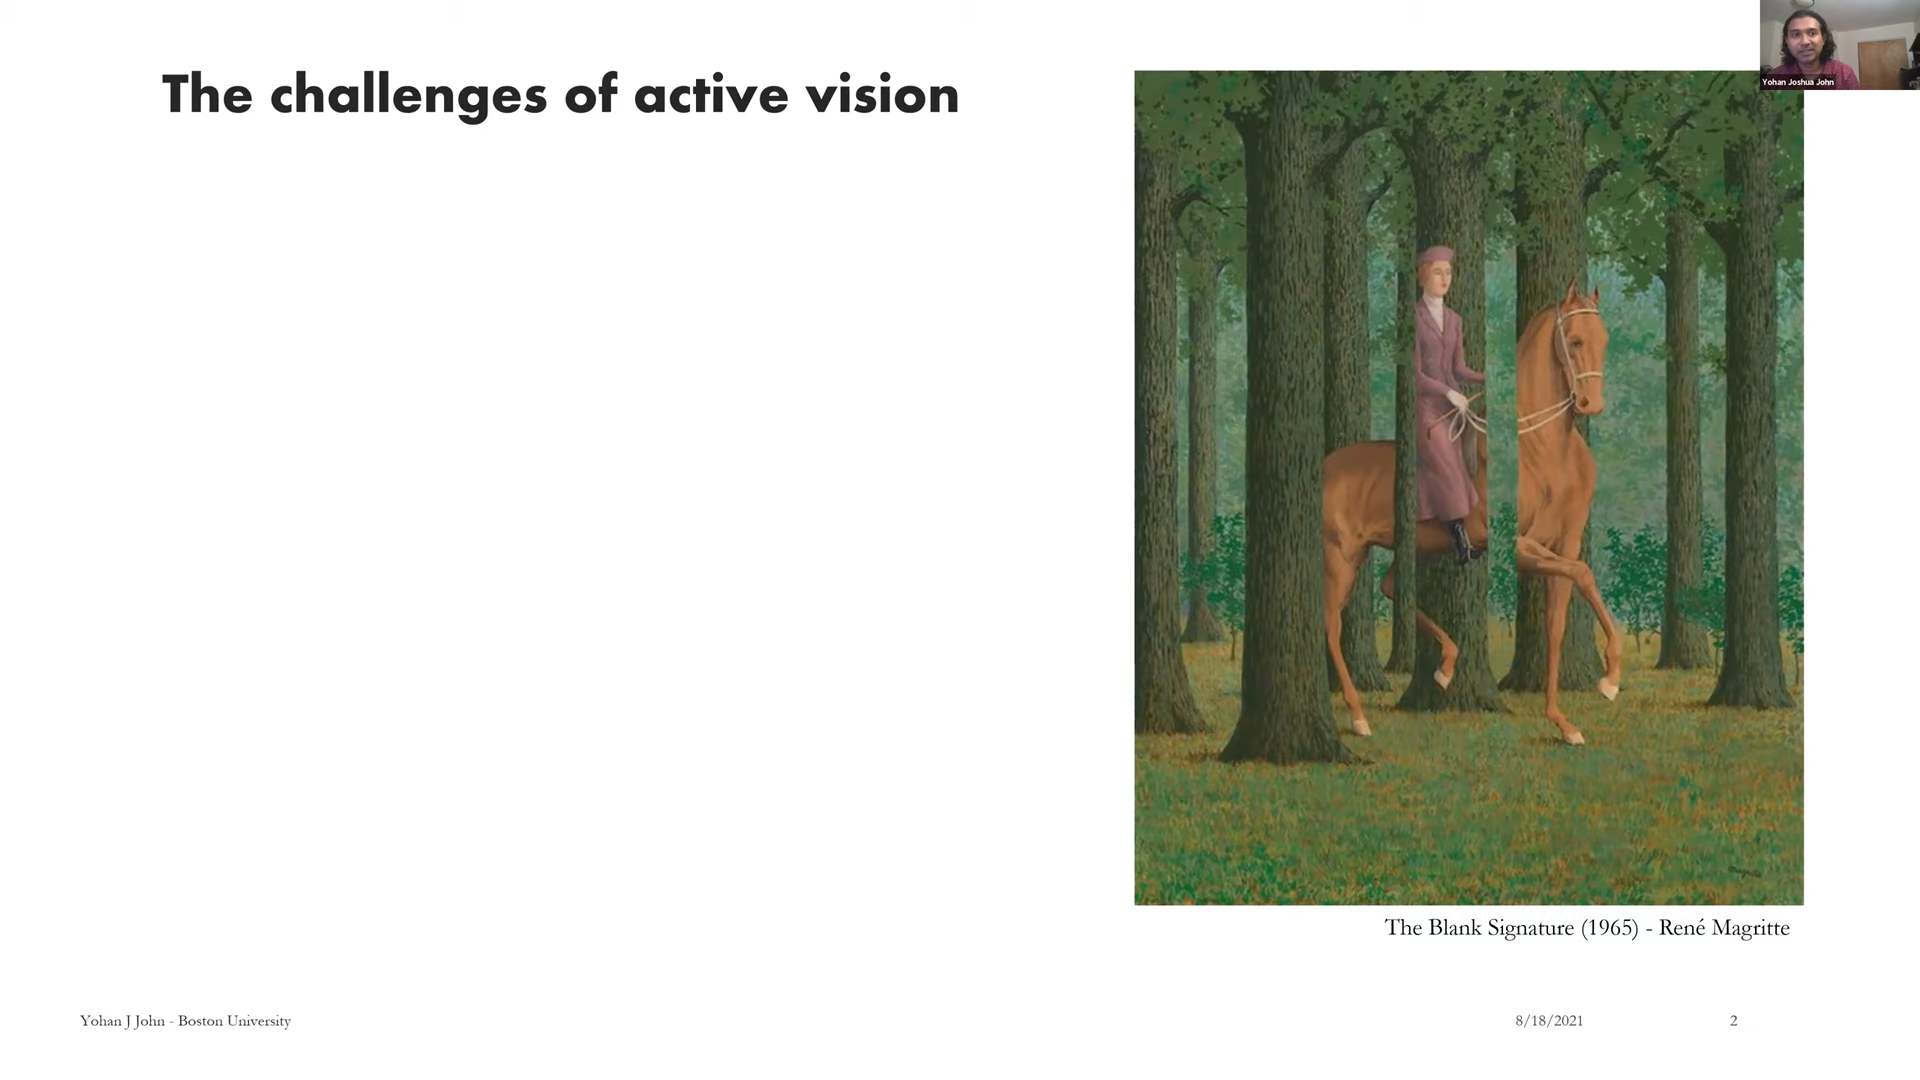 The challenges of active vision
Yohan Joshua John
The Blank Signature (1965) - René Magritte
Yohan J John - Boston University
8/18/2021
2